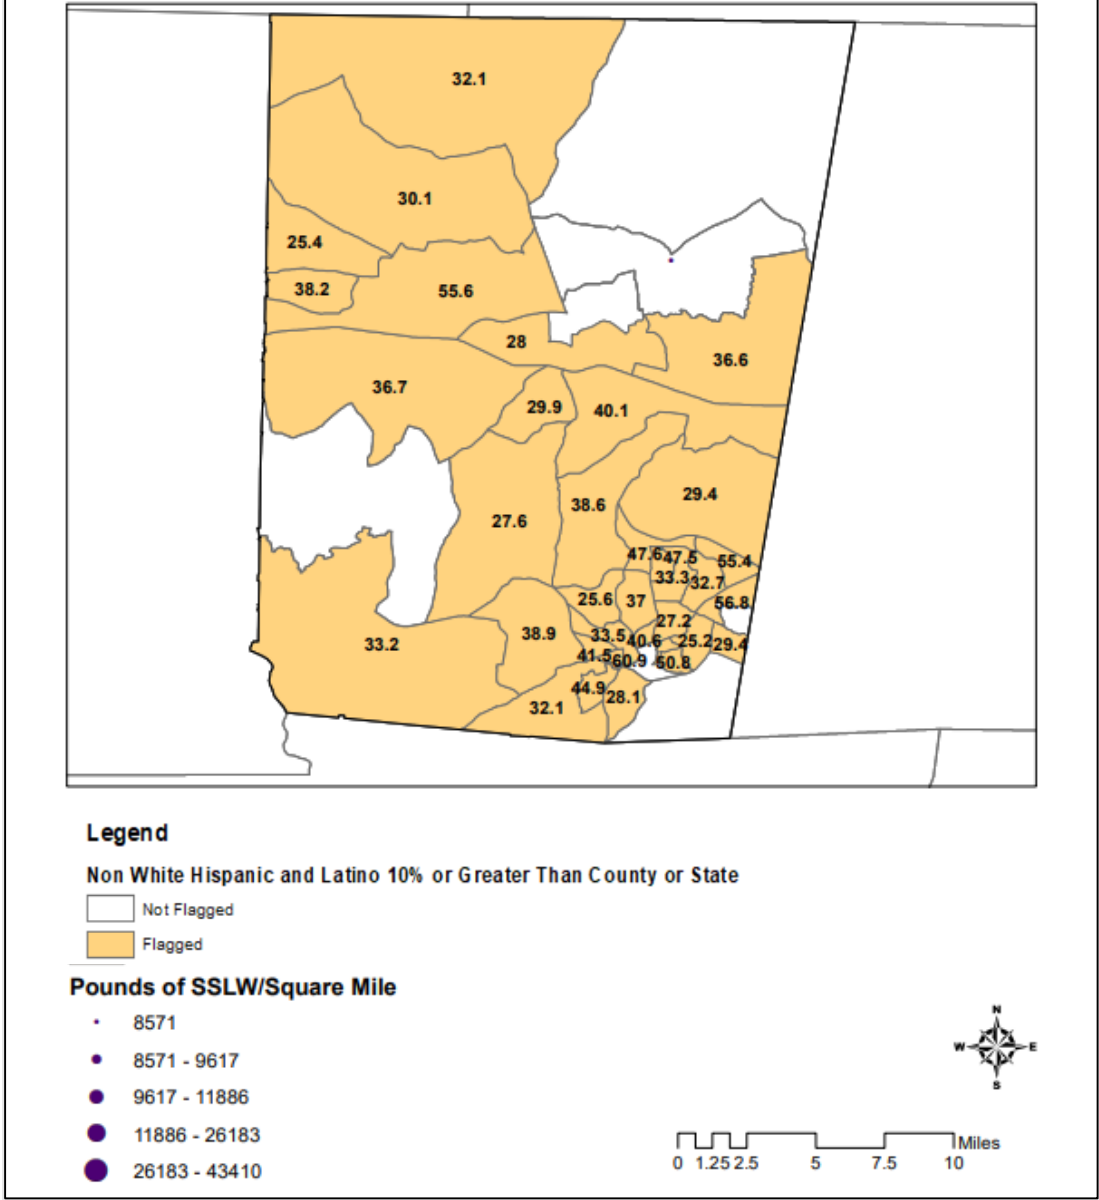 32.1
30.1
25.4
38.2
55.6
28
36.6
36.7
29.9
40.1
29.4
38.6
27.6
47.6
47.5
55.4
33.3
32.7
25.6
37
56.8
27.2
38.9
33.5
40.6
25.2
29.4
33.2
41.5
60.9
50.8
44.9
28.1
32.1
Legend
Non White Hispanic and Latino 10% or Greater Than County or State
Not Flagged
Flagged
Pounds of SSLW/Square Mile
8571
8571 - 9617
9617 - 11886
11886 - 26183
26183 - 43410
N
W E
S
Miles
0 1.25 2.5 5 7.5 10